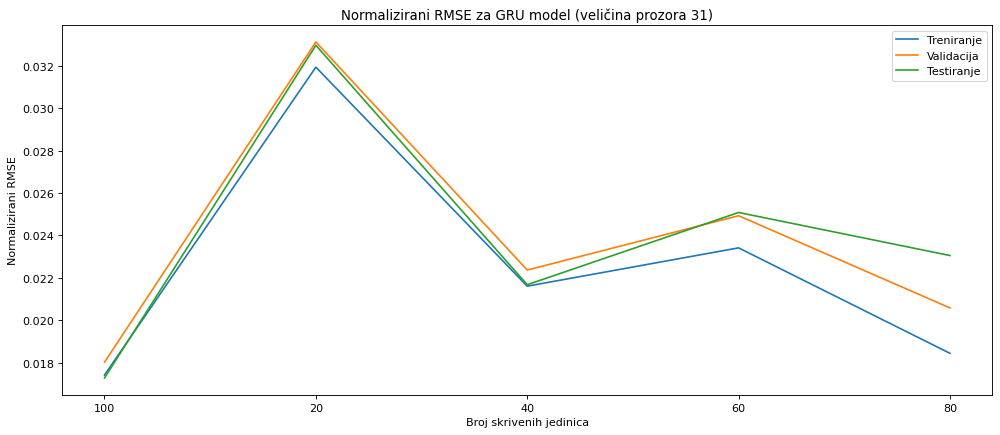 Normalizirani RMSE za GRU model (veličina prozora 31)
Treniranje
Validacija
Testiranje
Normalizirani RMSE
0.032
0.030
0.028
0.026
0.024
0.022
0.020
0.018
100 20 40 60 80
Broj skrivenih jedinica